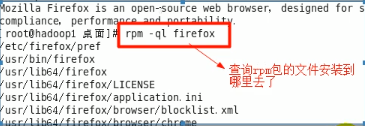 Mozilla Firefox is an open-source web browser, designed for s
compliance, performance and portability.
[root@hadoop1 桌面]# rpm -ql firefox
/etc/firefox/pref
/usr/bin/firefox
/usr/lib64/firefox
/usr/lib64/firefox/LICENSE
/usr/lib64/firefox/application.ini
/usr/lib64/firefox/browser/blocklist.xml
/usr/lib64/firefox/browser/chrome
查询rpm包的文件安装到
哪里去了